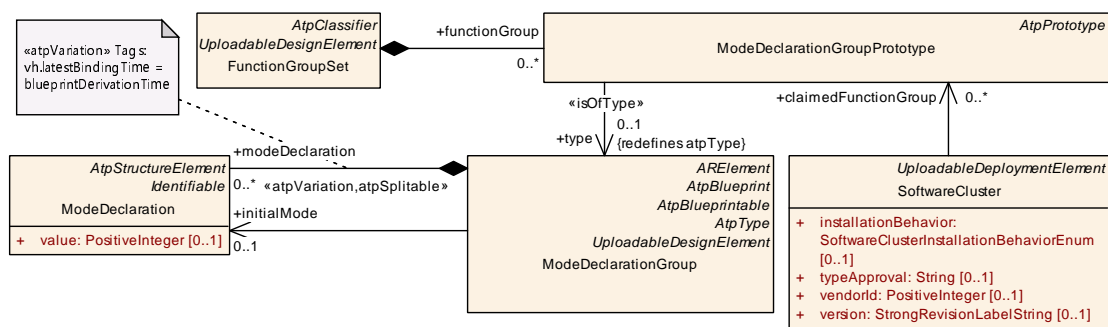 «atpVariation» Tags:
vh.latestBindingTime =
blueprintDerivationTime
AtpClassifier
UploadableDesignElement
FunctionGroupSet
+functionGroup
0..*
AtpPrototype
ModeDeclarationGroupPrototype
«isOfType»
0..1
+type
{redefines atpType}
+claimedFunctionGroup
0..*
AtpStructureElement
Identifiable
ModeDeclaration
+ value: PositiveInteger [0..1]
+modeDeclaration
0..*
«atpVariation,atpSplitable»
+initialMode
0..1
ARElement
AtpBlueprint
AtpBlueprintable
AtpType
UploadableDesignElement
ModeDeclarationGroup
UploadableDeploymentElement
SoftwareCluster
+ installationBehavior:
SoftwareClusterInstallationBehaviorEnum
[0..1]
+ typeApproval: String [0..1]
+ vendorId: PositiveInteger [0..1]
+ version: StrongRevisionLabelString [0..1]